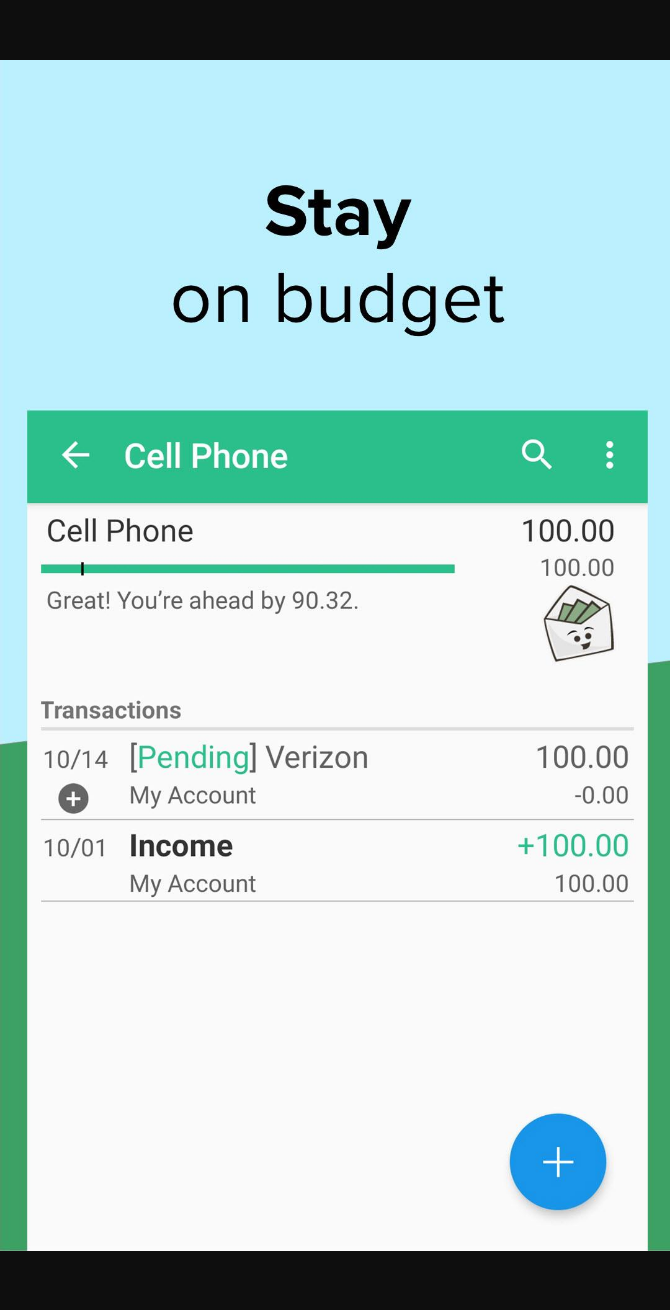 Stay
on budget
Cell Phone
Cell Phone 100.00
100.00
Great! You’re ahead by 90.32.
Transactions
10/14 [Pending] Verizon 100.00
My Account -0.00
10/01 Income +100.00
My Account 100.00